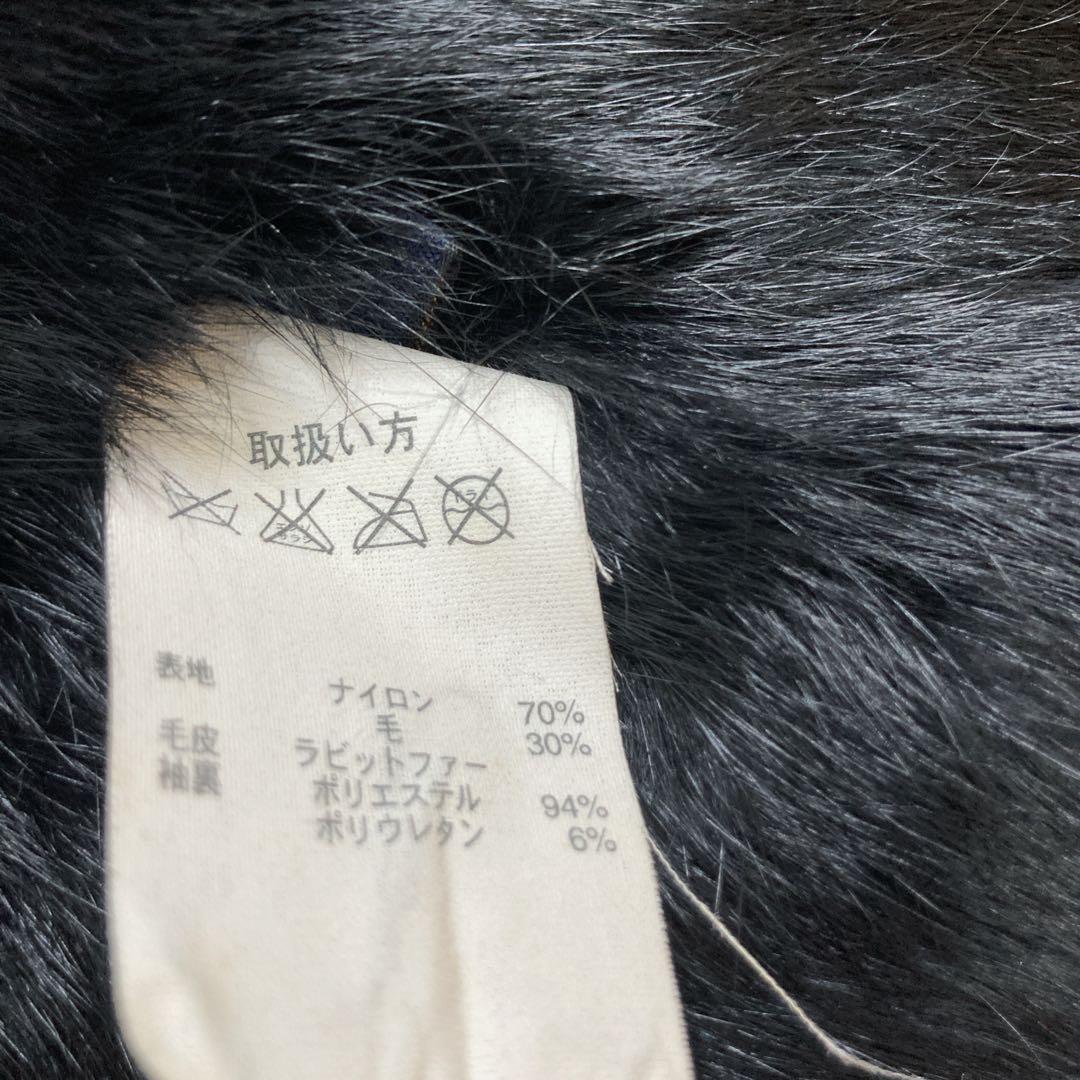 取扱い方
表地 ナイロン 70%
毛 30%
毛皮 ラビットファー
袖裏 ポリエステル 94%
ポリウレタン 6%